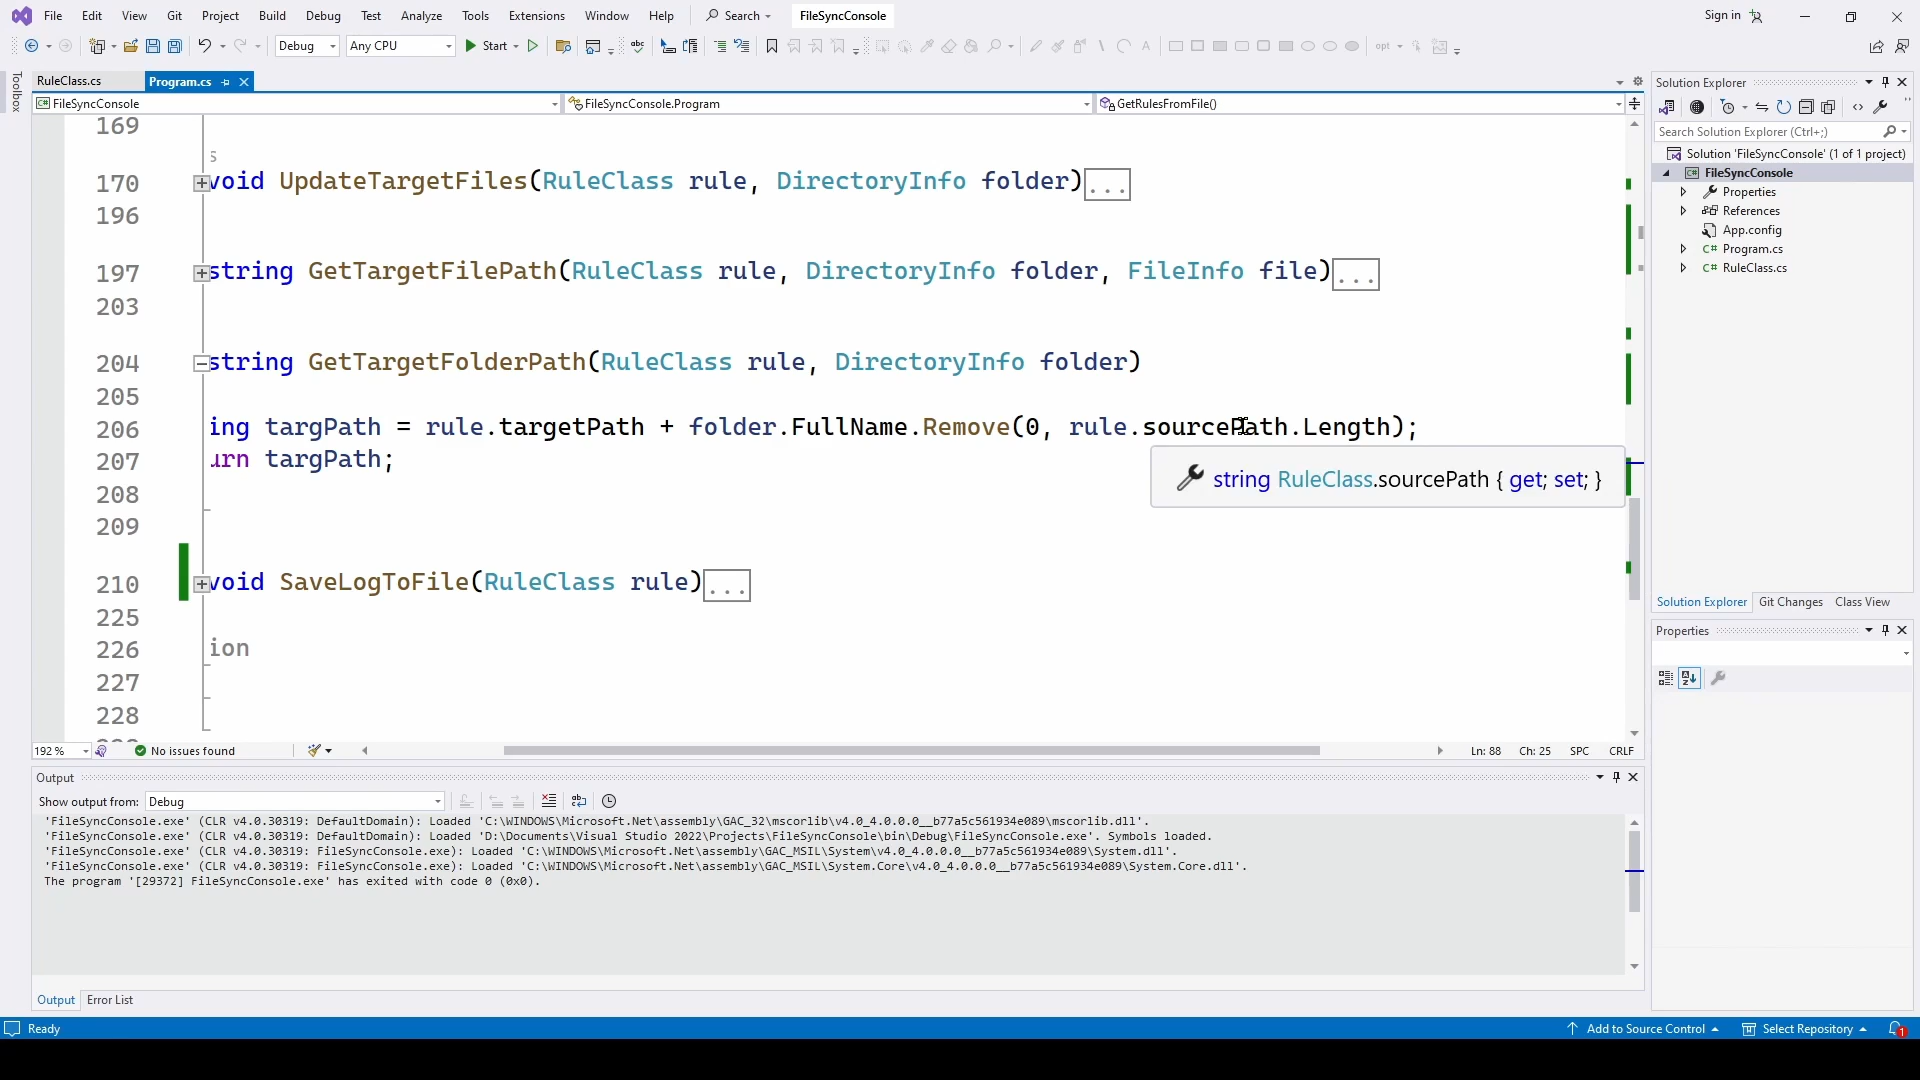 File Edit View Git Project Build Debug Test Analyze Tools Extensions Window Help Search FileSyncConsole Sign in
Debug Any CPU Start
Toolbox
RuleClass.cs Program.cs
FileSyncConsole FileSyncConsole.Program GetRulesFromFile()
169
s
170 void UpdateTargetFiles(RuleClass rule, DirectoryInfo folder)...
196
197 string GetTargetFilePath(RuleClass rule, DirectoryInfo folder, FileInfo file)...
203
204 string GetTargetFolderPath(RuleClass rule, DirectoryInfo folder)
205
206 ing targPath = rule.targetPath + folder.FullName.Remove(0, rule.sourcePath.Length);
207 urn targPath;
string RuleClass.sourcePath { get; set; }
208
209
210 void SaveLogToFile(RuleClass rule)...
225
226 ion
227
228
192 % No issues found Ln: 88 Ch: 25 SPC CRLF
Output
Show output from: Debug
'FileSyncConsole.exe' (CLR v4.0.30319: DefaultDomain): Loaded 'C:\WINDOWS\Microsoft.Net\assembly\GAC_32\mscorlib\v4.0_4.0.0.0__b77a5c561934e089\mscorlib.dll'.
'FileSyncConsole.exe' (CLR v4.0.30319: DefaultDomain): Loaded 'D:\Documents\Visual Studio 2022\Projects\FileSyncConsole\bin\Debug\FileSyncConsole.exe'. Symbols loaded.
'FileSyncConsole.exe' (CLR v4.0.30319: FileSyncConsole.exe): Loaded 'C:\WINDOWS\Microsoft.Net\assembly\GAC_MSIL\System\v4.0_4.0.0.0__b77a5c561934e089\System.dll'.
'FileSyncConsole.exe' (CLR v4.0.30319: FileSyncConsole.exe): Loaded 'C:\WINDOWS\Microsoft.Net\assembly\GAC_MSIL\System.Core\v4.0_4.0.0.0__b77a5c561934e089\System.Core.dll'.
The program '[29372] FileSyncConsole.exe' has exited with code 0 (0x0).
Output Error List
Solution Explorer
Search Solution Explorer (Ctrl+;)
Solution 'FileSyncConsole' (1 of 1 project)
FileSyncConsole
Properties
References
App.config
C# Program.cs
C# RuleClass.cs
Solution Explorer Git Changes Class View
Properties
Ready Add to Source Control Select Repository 1